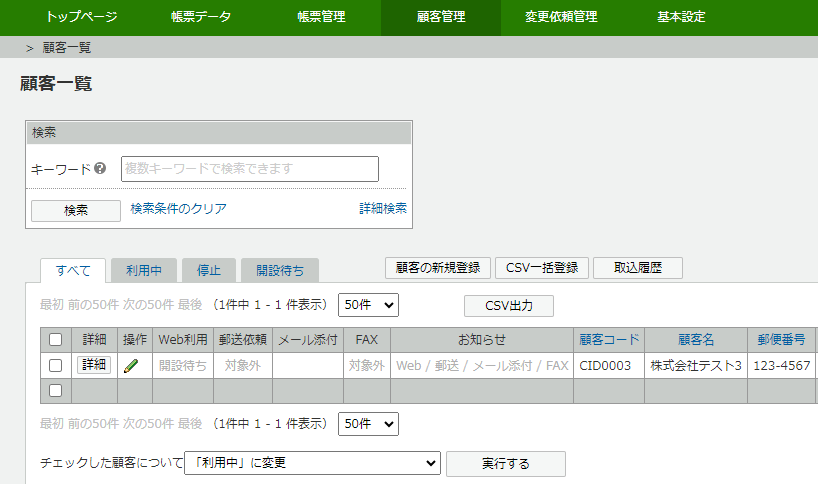 トップページ 帳票データ 帳票管理 顧客管理 変更依頼管理 基本設定
> 顧客一覧
顧客一覧
検索
キーワード ? 複数キーワードで検索できます
検索 検索条件のクリア 詳細検索
すべて 利用中 停止 開設待ち 顧客の新規登録 CSV一括登録 取込履歴
最初 前の50件 次の50件 最後 （1件中 1 - 1 件表示） 50件 CSV出力
詳細 操作 Web利用 郵送依頼 メール添付 FAX お知らせ 顧客コード 顧客名 郵便番号
詳細 開設待ち 対象外 対象外 Web / 郵送 / メール添付 / FAX CID0003 株式会社テスト3 123-4567
最初 前の50件 次の50件 最後 （1件中 1 - 1 件表示） 50件
チェックした顧客について 「利用中」に変更 実行する